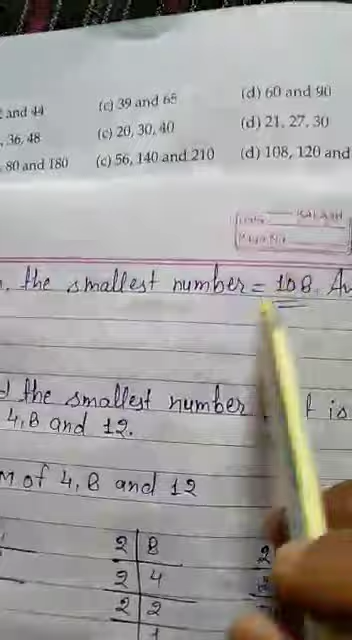 and 44 (c) 39 and 65 (d) 60 and 90
, 36, 48 (c) 20, 30, 40 (d) 21, 27, 30
, 80 and 180 (c) 56, 140 and 210 (d) 108, 120 and
the smallest number = 108
the smallest number is
4, 8 and 12.
M of 4, 8 and 12
2 8
2 4 2
2 2
1